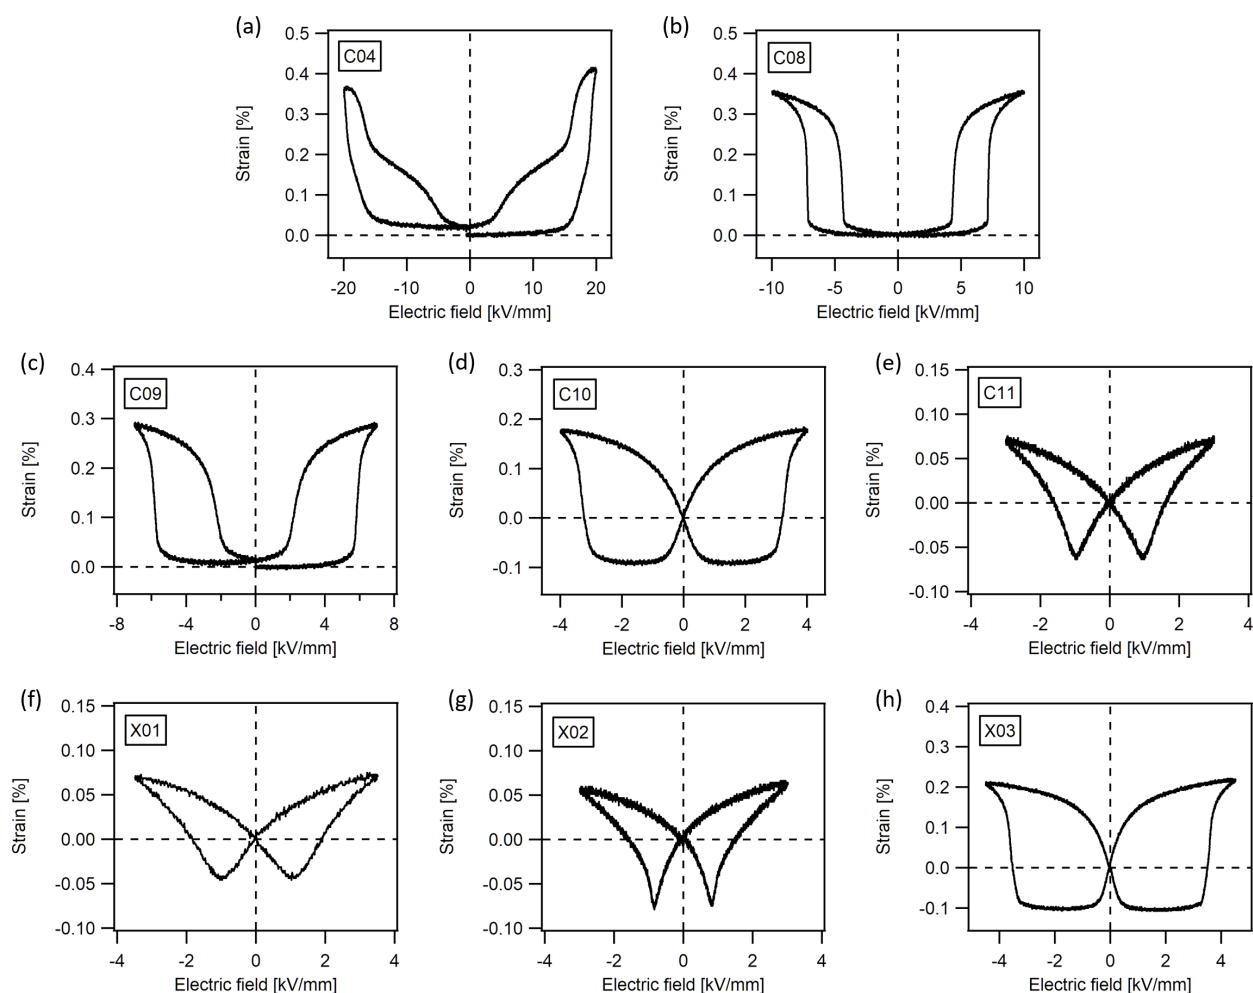 (a)
C04
Strain [%]
0.5
0.4
0.3
0.2
0.1
0.0
-20
-10
0
10
20
Electric field [kV/mm]
(b)
C08
Strain [%]
0.5
0.4
0.3
0.2
0.1
0.0
-10
-5
0
5
10
Electric field [kV/mm]
(c)
C09
Strain [%]
0.4
0.3
0.2
0.1
0.0
-8
-4
0
4
8
Electric field [kV/mm]
(d)
C10
Strain [%]
0.3
0.2
0.1
0.0
-0.1
-4
-2
0
2
4
Electric field [kV/mm]
(e)
C11
Strain [%]
0.15
0.10
0.05
0.00
-0.05
-0.10
-4
-2
0
2
4
Electric field [kV/mm]
(f)
X01
Strain [%]
0.15
0.10
0.05
0.00
-0.05
-0.10
-4
-2
0
2
4
Electric field [kV/mm]
(g)
X02
Strain [%]
0.15
0.10
0.05
0.00
-0.05
-0.10
-4
-2
0
2
4
Electric field [kV/mm]
(h)
X03
Strain [%]
0.4
0.3
0.2
0.1
0.0
-0.1
-4
-2
0
2
4
Electric field [kV/mm]